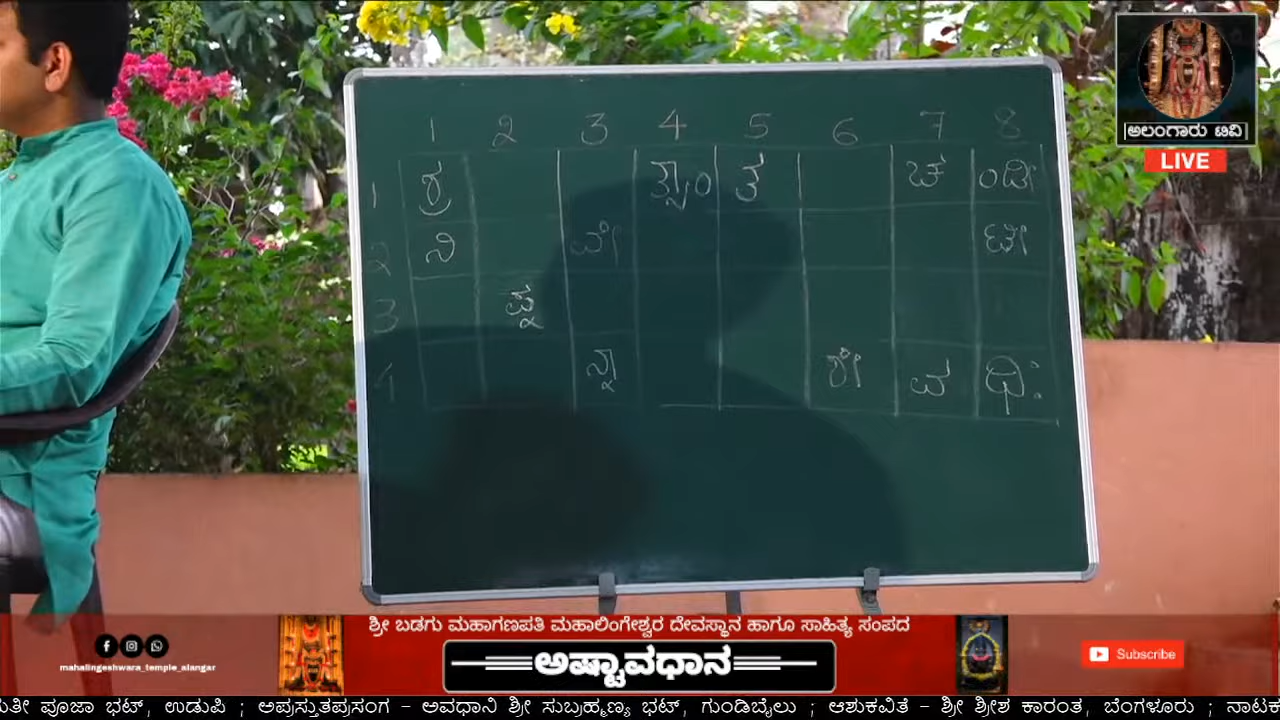 1 2 3 4 5 6 7 8
1 ಕ್ರ ತ ಚ ಂಡೀ
2 ನಿ ವೇ ಟೀ
3
4 ಶೇ ವ ಧಿಃ
ಅಲಂಗಾರು ಟಿವಿ
LIVE
ಶ್ರೀ ಬಡಗು ಮಹಾಗಣಪತಿ ಮಹಾಲಿಂಗೇಶ್ವರ ದೇವಸ್ಥಾನ ಹಾಗೂ ಸಾಹಿತ್ಯ ಸಂಪದ
ಅಷ್ಟಾವಧಾನ
mahalingeshwara_temple_alangar
Subscribe
ಪೂಜಾ ಭಟ್, ಉಡುಪಿ ; ಅಪ್ರಸ್ತುತಪ್ರಸಂಗ - ಅವಧಾನಿ ಶ್ರೀ ಸುಬ್ರಹ್ಮಣ್ಯ ಭಟ್, ಗುಂಡಿಬೈಲು ; ಆಶುಕವಿತೆ - ಶ್ರೀ ಶ್ರೀಶ ಕಾರಂತ, ಬೆಂಗಳೂರು ;